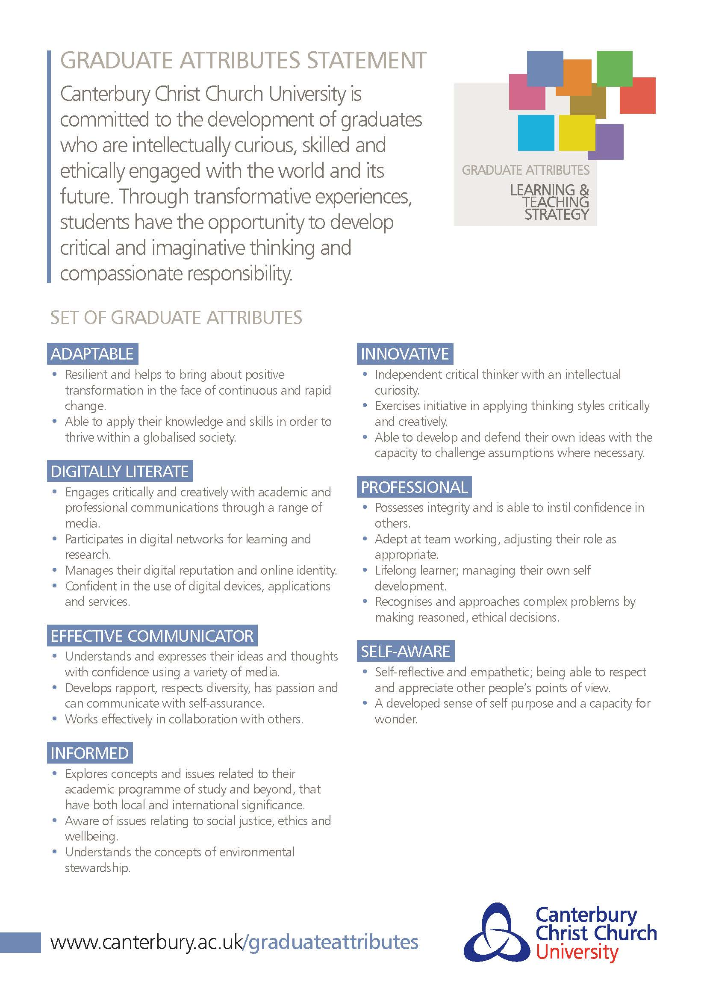 GRADUATE ATTRIBUTES STATEMENT
Canterbury Christ Church University is
committed to the development of graduates
who are intellectually curious, skilled and
ethically engaged with the world and its
future. Through transformative experiences,
students have the opportunity to develop
critical and imaginative thinking and
compassionate responsibility.
GRADUATE ATTRIBUTES
LEARNING &
TEACHING
STRATEGY
SET OF GRADUATE ATTRIBUTES
ADAPTABLE
• Resilient and helps to bring about positive
transformation in the face of continuous and rapid
change.
• Able to apply their knowledge and skills in order to
thrive within a globalised society.
DIGITALLY LITERATE
• Engages critically and creatively with academic and
professional communications through a range of
media.
• Participates in digital networks for learning and
research.
• Manages their digital reputation and online identity.
• Confident in the use of digital devices, applications
and services.
EFFECTIVE COMMUNICATOR
• Understands and expresses their ideas and thoughts
with confidence using a variety of media.
• Develops rapport, respects diversity, has passion and
can communicate with self-assurance.
• Works effectively in collaboration with others.
INFORMED
• Explores concepts and issues related to their
academic programme of study and beyond, that
have both local and international significance.
• Aware of issues relating to social justice, ethics and
wellbeing.
• Understands the concepts of environmental
stewardship.
INNOVATIVE
• Independent critical thinker with an intellectual
curiosity.
• Exercises initiative in applying thinking styles critically
and creatively.
• Able to develop and defend their own ideas with the
capacity to challenge assumptions where necessary.
PROFESSIONAL
• Possesses integrity and is able to instil confidence in
others.
• Adept at team working, adjusting their role as
appropriate.
• Lifelong learner; managing their own self
development.
• Recognises and approaches complex problems by
making reasoned, ethical decisions.
SELF-AWARE
• Self-reflective and empathetic; being able to respect
and appreciate other people's points of view.
• A developed sense of self purpose and a capacity for
wonder.
www.canterbury.ac.uk/graduateattributes
Canterbury
Christ Church
University